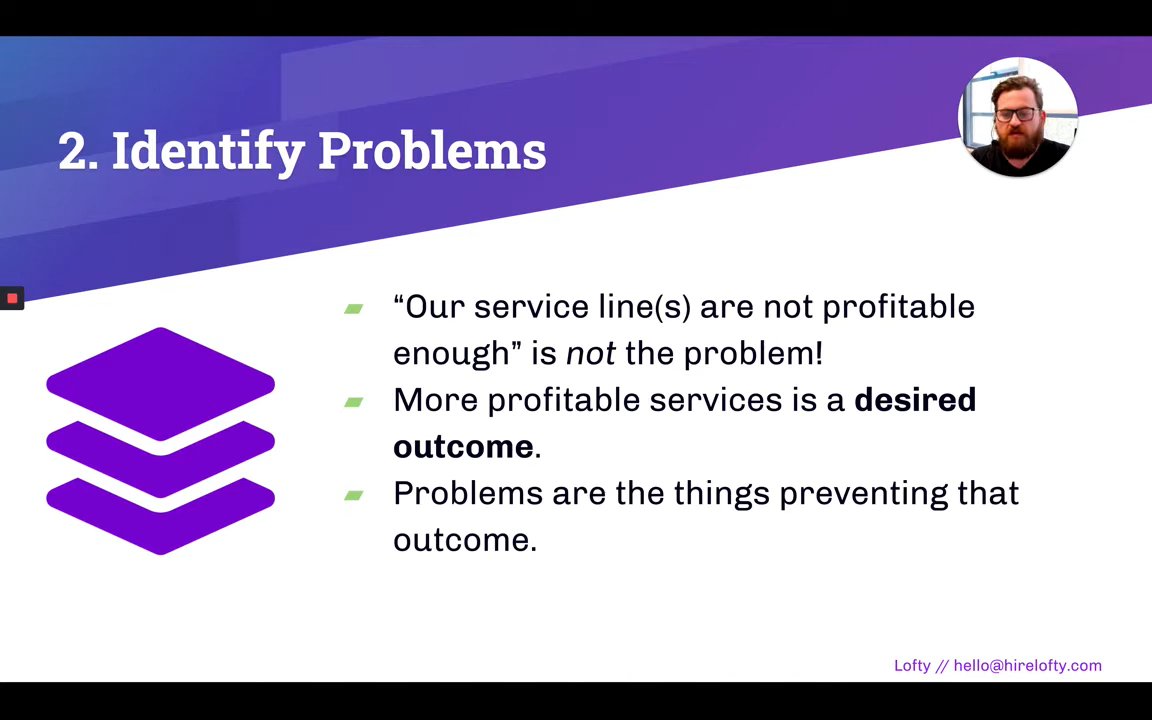 2. Identify Problems
“Our service line(s) are not profitable
enough” is not the problem!
More profitable services is a desired
outcome.
Problems are the things preventing that
outcome.
Lofty // hello@hirelofty.com